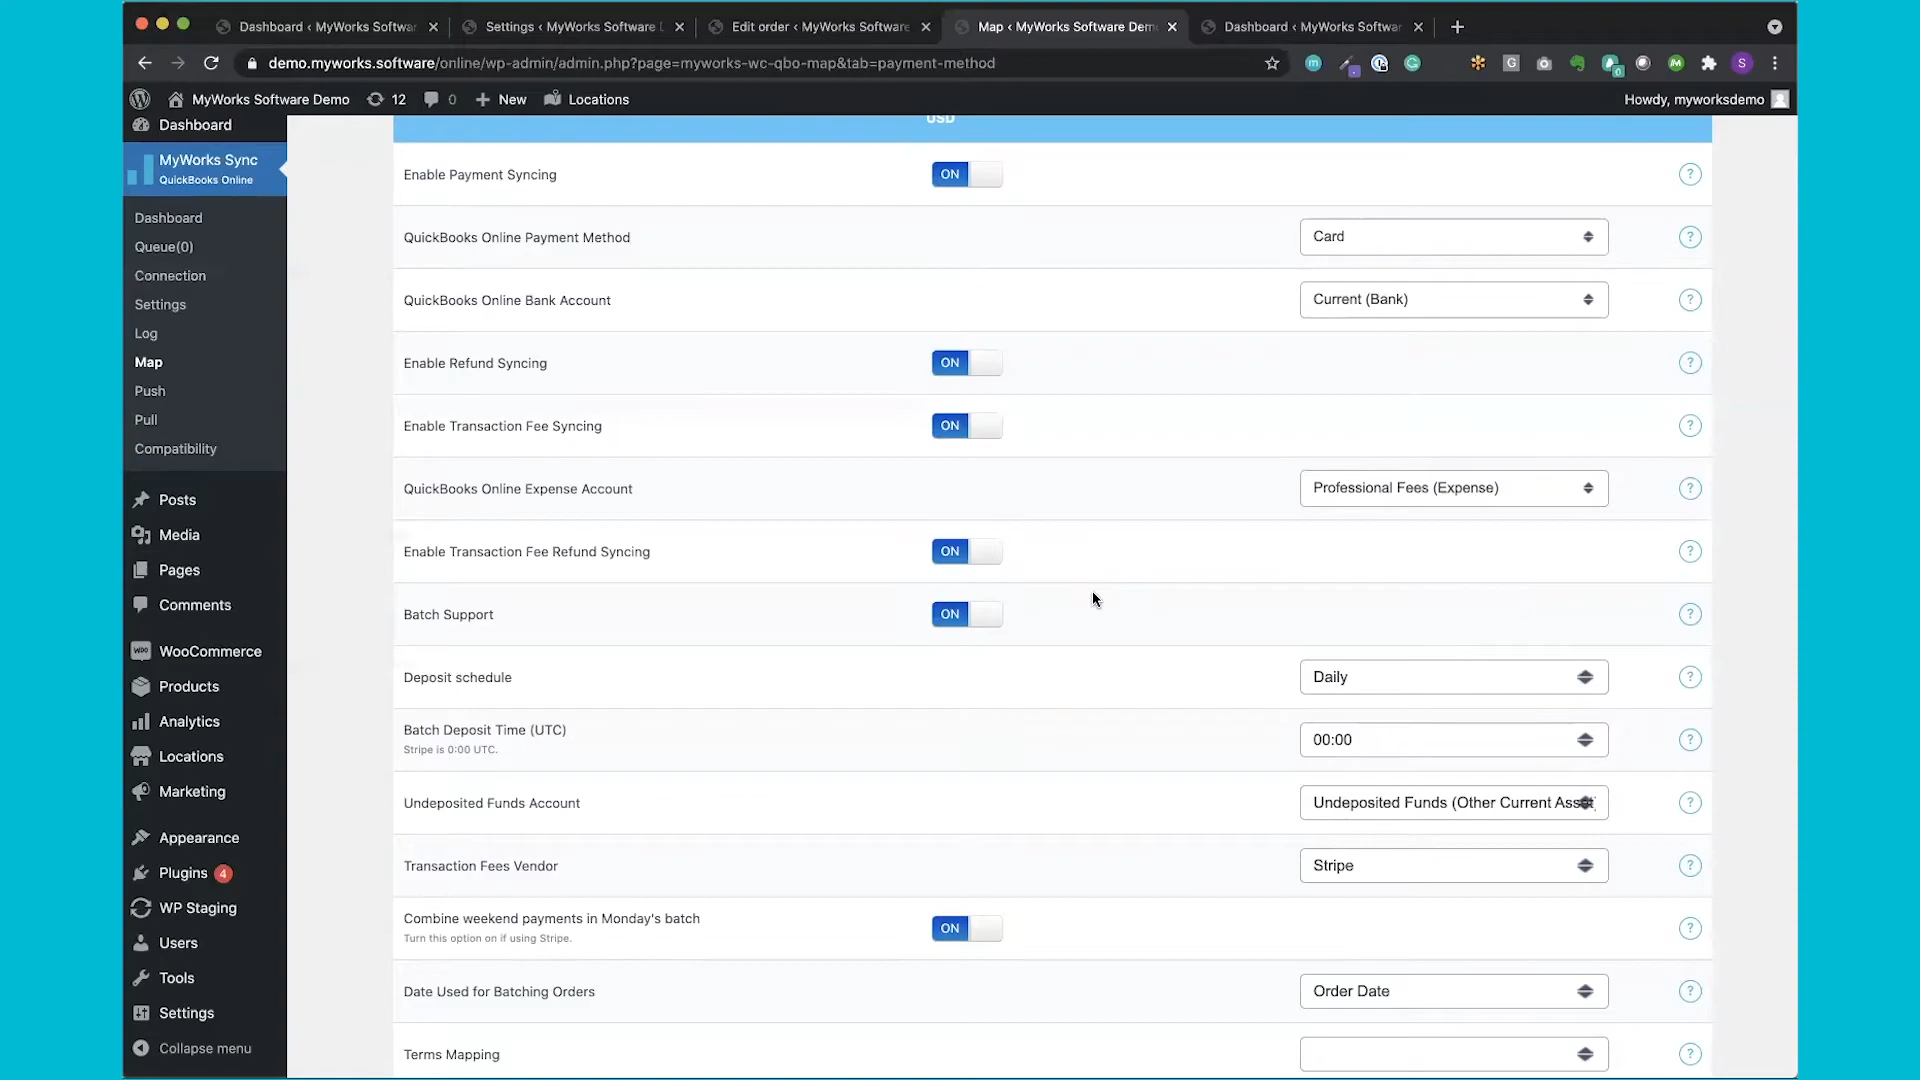 Dashboard ‹ MyWorks Softwar
Settings ‹ MyWorks Software
Edit order ‹ MyWorks Software
Map ‹ MyWorks Software Dem
Dashboard ‹ MyWorks Softwar
demo.myworks.software/online/wp-admin/admin.php?page=myworks-wc-qbo-map&tab=payment-method
MyWorks Software Demo 12 0 New Locations Howdy, myworksdemo
Dashboard
MyWorks Sync
QuickBooks Online
Dashboard
Queue(0)
Connection
Settings
Log
Map
Push
Pull
Compatibility
Posts
Media
Pages
Comments
WooCommerce
Products
Analytics
Locations
Marketing
Appearance
Plugins 4
WP Staging
Users
Tools
Settings
Collapse menu
USD
Enable Payment Syncing ON ?
QuickBooks Online Payment Method Card ?
QuickBooks Online Bank Account Current (Bank) ?
Enable Refund Syncing ON ?
Enable Transaction Fee Syncing ON ?
QuickBooks Online Expense Account Professional Fees (Expense) ?
Enable Transaction Fee Refund Syncing ON ?
Batch Support ON ?
Deposit schedule Daily ?
Batch Deposit Time (UTC) 00:00 ?
Stripe is 0:00 UTC.
Undeposited Funds Account Undeposited Funds (Other Current Asset ?
Transaction Fees Vendor Stripe ?
Combine weekend payments in Monday's batch ON ?
Turn this option on if using Stripe.
Date Used for Batching Orders Order Date ?
Terms Mapping ?